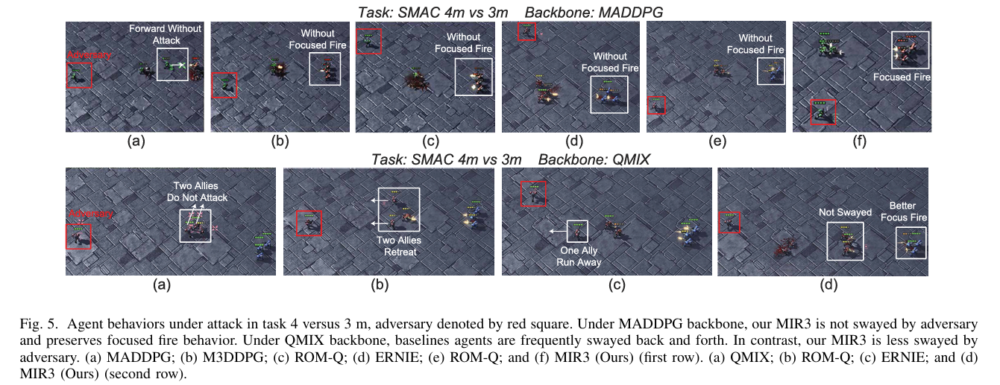 Task: SMAC 4m vs 3m Backbone: MADDPG
Adversary
Forward Without
Attack
Without
Focused Fire
Without
Focused Fire
Without
Focused Fire
Without
Focused Fire
Focused Fire
(a) (b) (c) (d) (e) (f)
Task: SMAC 4m vs 3m Backbone: QMIX
Adversary
Two Allies
Do Not Attack
Two Allies
Retreat
One Ally
Run Away
Not Swayed
Better
Focus Fire
(a) (b) (c) (d)
Fig. 5. Agent behaviors under attack in task 4 versus 3 m, adversary denoted by red square. Under MADDPG backbone, our MIR3 is not swayed by adversary
and preserves focused fire behavior. Under QMIX backbone, baselines agents are frequently swayed back and forth. In contrast, our MIR3 is less swayed by
adversary. (a) MADDPG; (b) M3DDPG; (c) ROM-Q; (d) ERNIE; (e) ROM-Q; and (f) MIR3 (Ours) (first row). (a) QMIX; (b) ROM-Q; (c) ERNIE; and (d)
MIR3 (Ours) (second row).